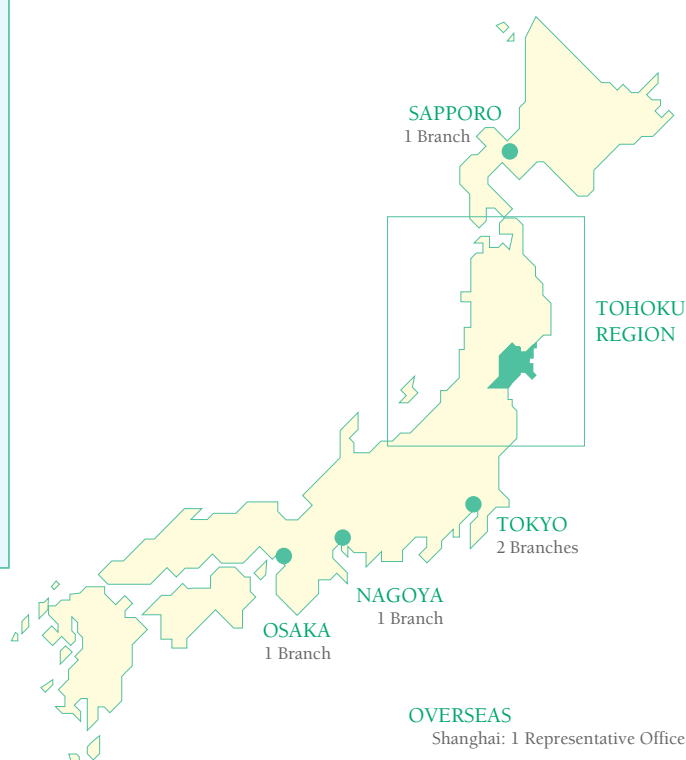 SAPPORO
1 Branch
TOHOKU
REGION
TOKYO
2 Branches
NAGOYA
1 Branch
OSAKA
1 Branch
OVERSEAS
Shanghai: 1 Representative Office